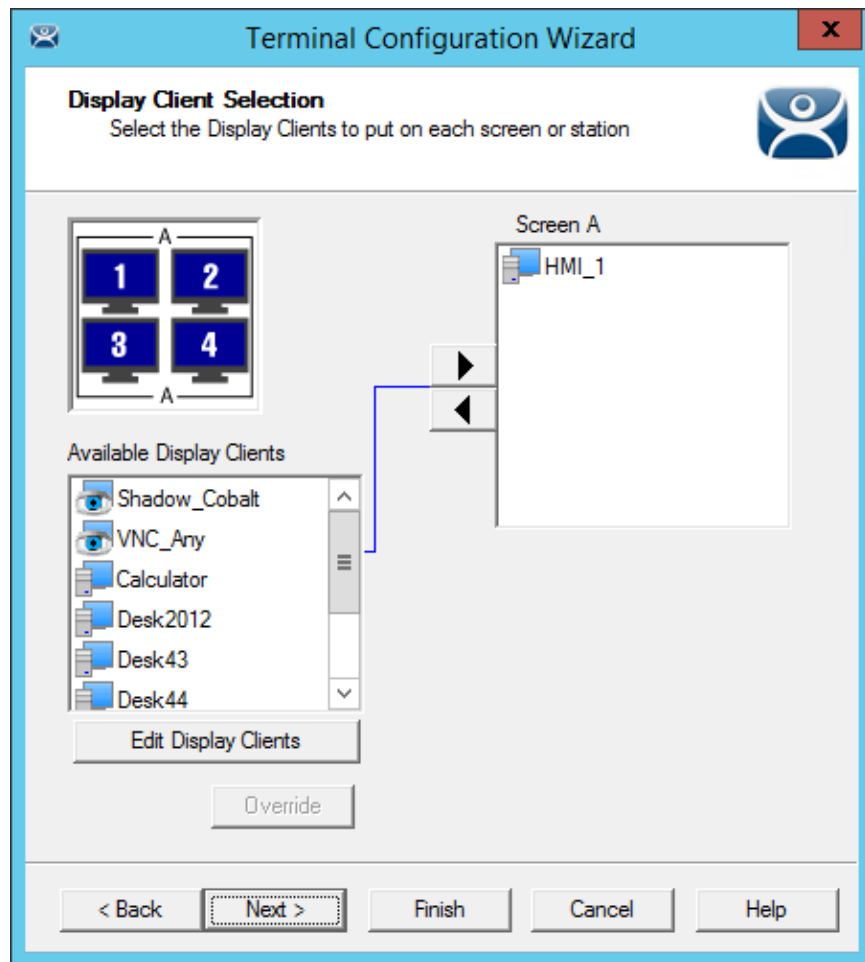 Terminal Configuration Wizard
x
Display Client Selection
Select the Display Clients to put on each screen or station
A
1 2
3 4
A
Screen A
HMI_1
Available Display Clients
Shadow_Cobalt
VNC_Any
Calculator
Desk2012
Desk43
Desk44
Edit Display Clients
Override
< Back Next > Finish Cancel Help